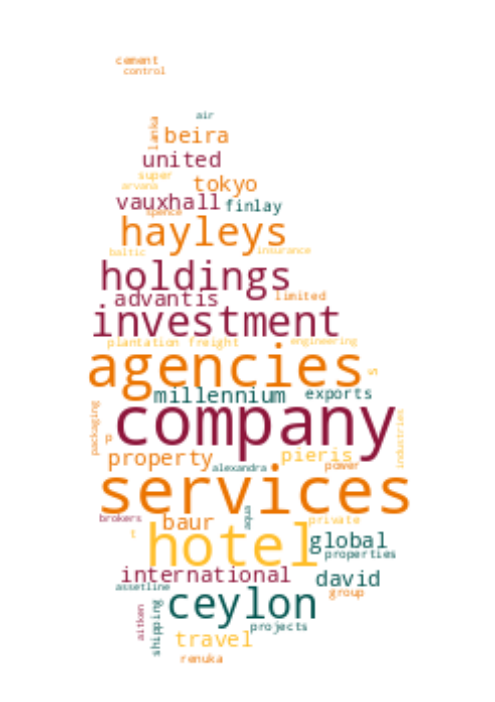 cement
control
air
lanka
beira
united
super
tokyo
arvana
vauxhall
finlay
spence
hayleys
baltic
insurance
holdings
advantis
limited
investment
plantation freight
engineering
agencies
s
millennium
exports
company
packaging
industries
p
property
pieris
alexandra
power
services
brokers
baur
private
t
hotel
global
properties
international
david
assetline
group
ceylon
aitken
shipping
projects
travel
renuka